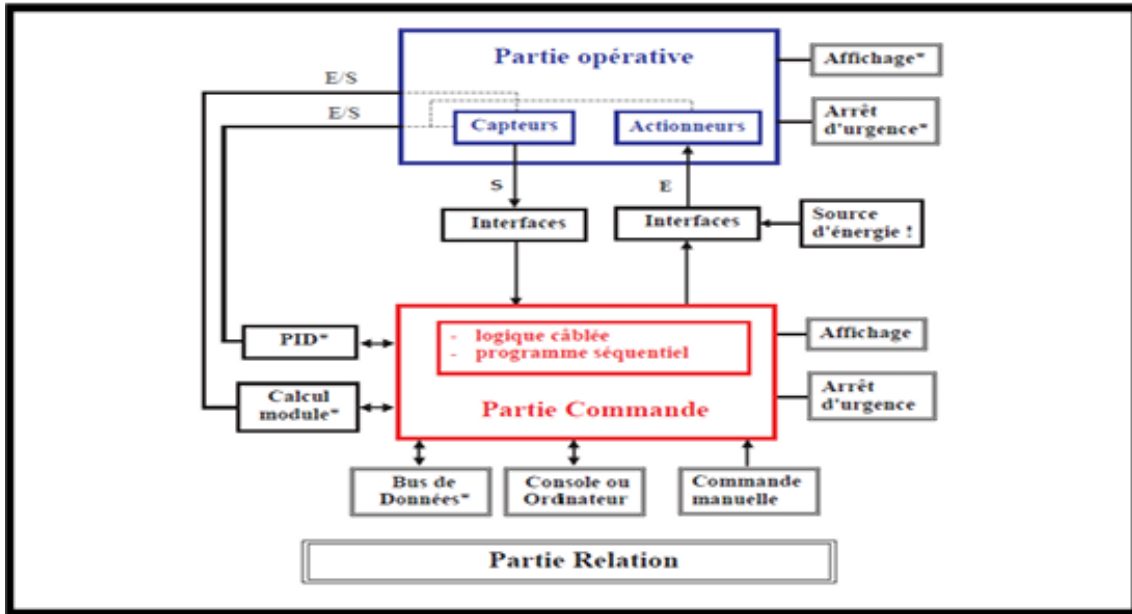 Partie opérative
Affichage*
E/S
E/S
Arrêt
d'urgence*
Capteurs
Actionneurs
S
E
Interfaces
Interfaces
Source
d'énergie !
- logique câblée
- programme séquentiel
Affichage
PID*
Calcul
module*
Partie Commande
Arrêt
d'urgence
Bus de
Données*
Console ou
Ordinateur
Commande
manuelle
Partie Relation